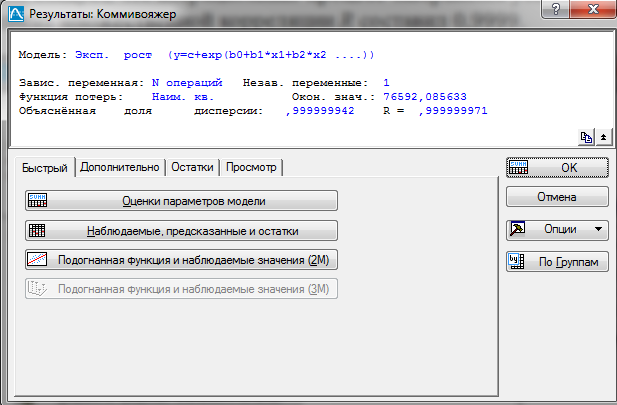 Результаты: Коммивояжер
Модель: Эксп. рост (y=c+exp(b0+b1*x1+b2*x2 ....))
Завис. переменная: N операций Незав. переменные: 1
Функция потерь: Наим. кв. Окон. знач.: 76592,085633
Объяснённая доля дисперсии: ,999999942 R = ,999999971
Быстрый Дополнительно Остатки Просмотр
Оценки параметров модели
Наблюдаемые, предсказанные и остатки
Подогнанная функция и наблюдаемые значения (2М)
Подогнанная функция и наблюдаемые значения (3М)
OK
Отмена
Опции
По Группам